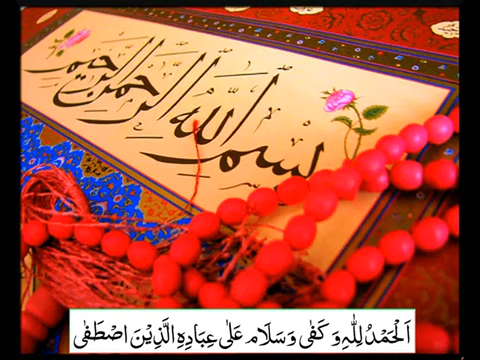 بسم الله الرحمن الرحيم
اَلْحَمْدُ لِلّٰهِ وَكَفٰى وَسَلَام عَلٰى عِبَادِهِ الَّذِيْنَ اصْطَفٰى